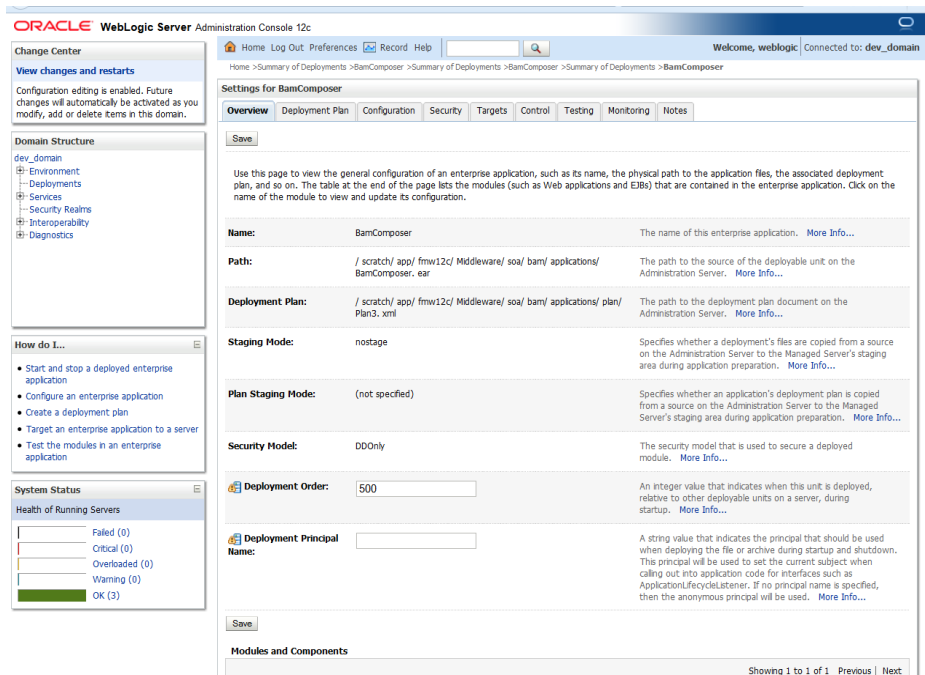 ORACLE WebLogic Server Administration Console 12c
Change Center
View changes and restarts
Configuration editing is enabled. Future
changes will automatically be activated as you
modify, add or delete items in this domain.
Domain Structure
dev_domain
Environment
Deployments
Services
Security Realms
Interoperability
Diagnostics
How do I...
Start and stop a deployed enterprise
application
Configure an enterprise application
Create a deployment plan
Target an enterprise application to a server
Test the modules in an enterprise
application
System Status
Health of Running Servers
Failed (0)
Critical (0)
Overloaded (0)
Warning (0)
OK (3)
Home Log Out Preferences Record Help
Welcome, weblogic Connected to: dev_domain
Home >Summary of Deployments >BamComposer >Summary of Deployments >BamComposer >Summary of Deployments >BamComposer
Settings for BamComposer
Overview Deployment Plan Configuration Security Targets Control Testing Monitoring Notes
Save
Use this page to view the general configuration of an enterprise application, such as its name, the physical path to the application files, the associated deployment
plan, and so on. The table at the end of the page lists the modules (such as Web applications and EJBs) that are contained in the enterprise application. Click on the
name of the module to view and update its configuration.
Name: BamComposer The name of this enterprise application. More Info...
Path: / scratch/ app/ fmw12c/ Middleware/ soa/ bam/ applications/
BamComposer. ear
The path to the source of the deployable unit on the
Administration Server. More Info...
Deployment Plan: / scratch/ app/ fmw12c/ Middleware/ soa/ bam/ applications/ plan/
Plan3. xml
The path to the deployment plan document on the
Administration Server. More Info...
Staging Mode: nostage Specifies whether a deployment's files are copied from a source
on the Administration Server to the Managed Server's staging
area during application preparation. More Info...
Plan Staging Mode: (not specified) Specifies whether an application's deployment plan is copied
from a source on the Administration Server to the Managed
Server's staging area during application preparation. More Info...
Security Model: DDOnly The security model that is used to secure a deployed
module. More Info...
Deployment Order: 500 An integer value that indicates when this unit is deployed,
relative to other deployable units on a server, during
startup. More Info...
Deployment Principal
Name:
A string value that indicates the principal that should be used
when deploying the file or archive during startup and shutdown.
This principal will be used to set the current subject when
calling out into application code for interfaces such as
ApplicationLifecycleListener. If no principal name is specified,
then the anonymous principal will be used. More Info...
Save
Modules and Components
Showing 1 to 1 of 1 Previous | Next